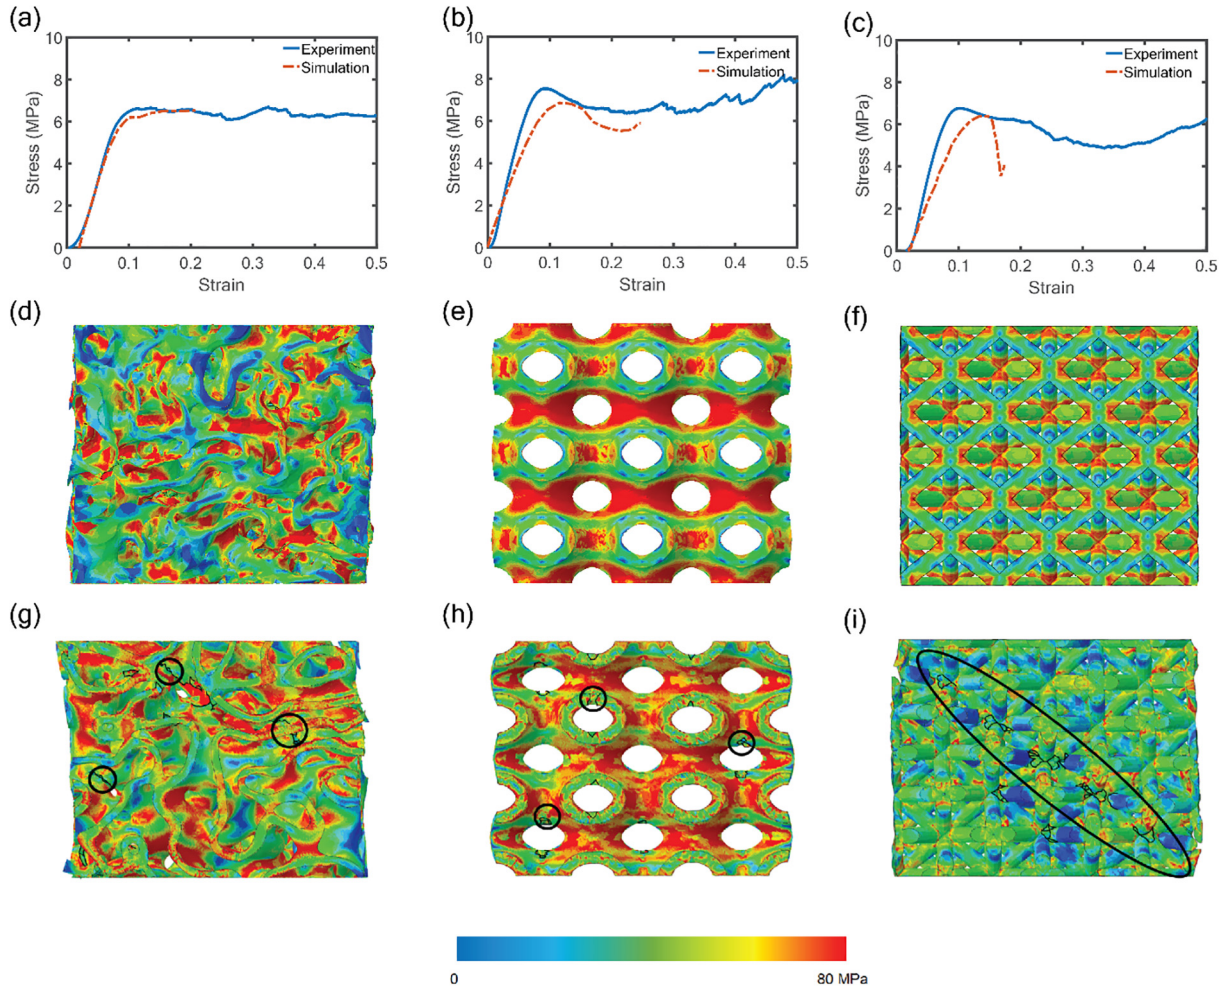 (a)
10
8
6
4
2
0
Stress (MPa)
Experiment
Simulation
0 0.1 0.2 0.3 0.4 0.5
Strain
(b)
10
8
6
4
2
0
Stress (MPa)
Experiment
Simulation
0 0.1 0.2 0.3 0.4 0.5
Strain
(c)
10
8
6
4
2
0
Stress (MPa)
Experiment
Simulation
0 0.1 0.2 0.3 0.4 0.5
Strain
(d)
(e)
(f)
(g)
(h)
(i)
0 80 MPa